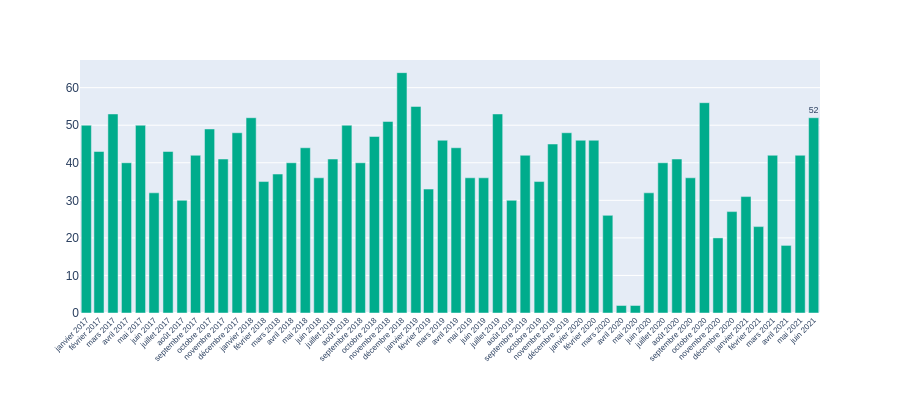 60
50
40
30
20
10
0
52
janvier 2017
février 2017
mars 2017
avril 2017
mai 2017
juin 2017
juillet 2017
août 2017
septembre 2017
octobre 2017
novembre 2017
décembre 2017
janvier 2018
février 2018
mars 2018
avril 2018
mai 2018
juin 2018
juillet 2018
août 2018
septembre 2018
octobre 2018
novembre 2018
décembre 2018
janvier 2019
février 2019
mars 2019
avril 2019
mai 2019
juin 2019
juillet 2019
août 2019
septembre 2019
octobre 2019
novembre 2019
décembre 2019
janvier 2020
février 2020
mars 2020
avril 2020
mai 2020
juin 2020
juillet 2020
août 2020
septembre 2020
octobre 2020
novembre 2020
décembre 2020
janvier 2021
février 2021
mars 2021
avril 2021
mai 2021
juin 2021